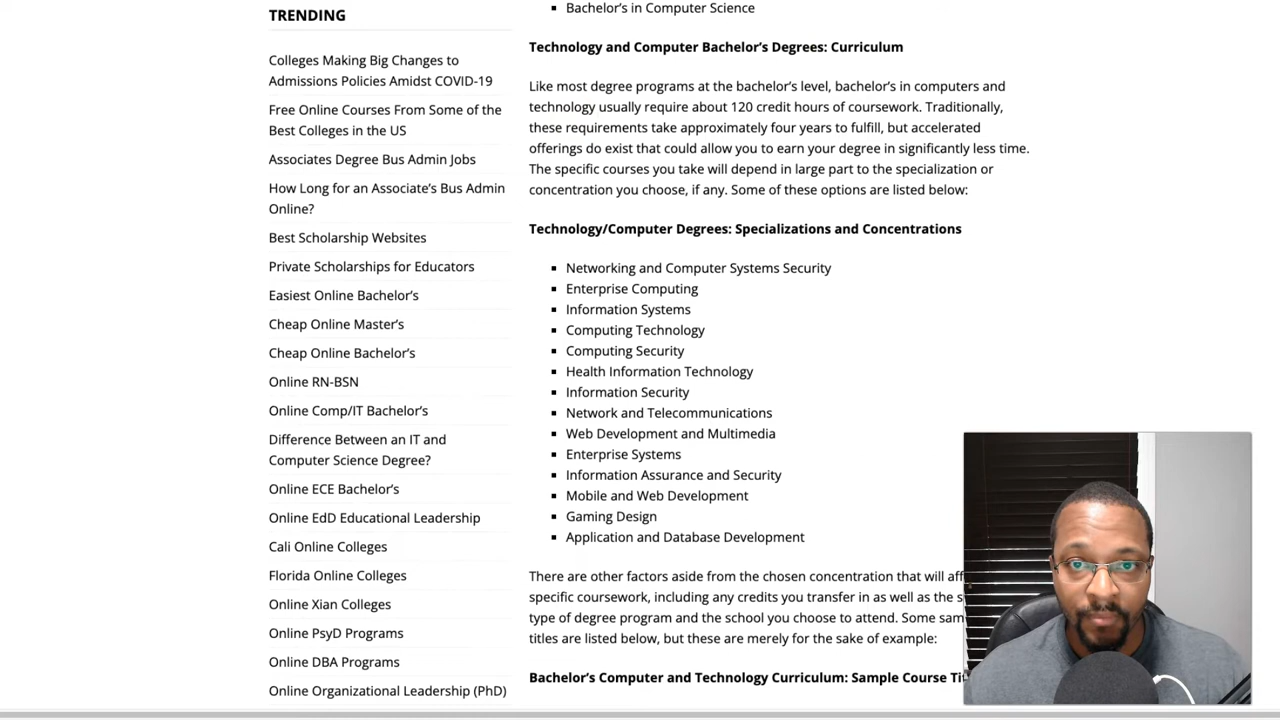 TRENDING
Colleges Making Big Changes to
Admissions Policies Amidst COVID-19
Free Online Courses From Some of the
Best Colleges in the US
Associates Degree Bus Admin Jobs
How Long for an Associate's Bus Admin
Online?
Best Scholarship Websites
Private Scholarships for Educators
Easiest Online Bachelor's
Cheap Online Master's
Cheap Online Bachelor's
Online RN-BSN
Online Comp/IT Bachelor's
Difference Between an IT and
Computer Science Degree?
Online ECE Bachelor's
Online EdD Educational Leadership
Cali Online Colleges
Florida Online Colleges
Online Xian Colleges
Online PsyD Programs
Online DBA Programs
Online Organizational Leadership (PhD)
Bachelor's in Computer Science
Technology and Computer Bachelor's Degrees: Curriculum
Like most degree programs at the bachelor's level, bachelor's in computers and
technology usually require about 120 credit hours of coursework. Traditionally,
these requirements take approximately four years to fulfill, but accelerated
offerings do exist that could allow you to earn your degree in significantly less time.
The specific courses you take will depend in large part to the specialization or
concentration you choose, if any. Some of these options are listed below:
Technology/Computer Degrees: Specializations and Concentrations
Networking and Computer Systems Security
Enterprise Computing
Information Systems
Computing Technology
Computing Security
Health Information Technology
Information Security
Network and Telecommunications
Web Development and Multimedia
Enterprise Systems
Information Assurance and Security
Mobile and Web Development
Gaming Design
Application and Database Development
There are other factors aside from the chosen concentration that will
specific coursework, including any credits you transfer in as well as the
type of degree program and the school you choose to attend. Some
titles are listed below, but these are merely for the sake of example:
Bachelor's Computer and Technology Curriculum: Sample Course